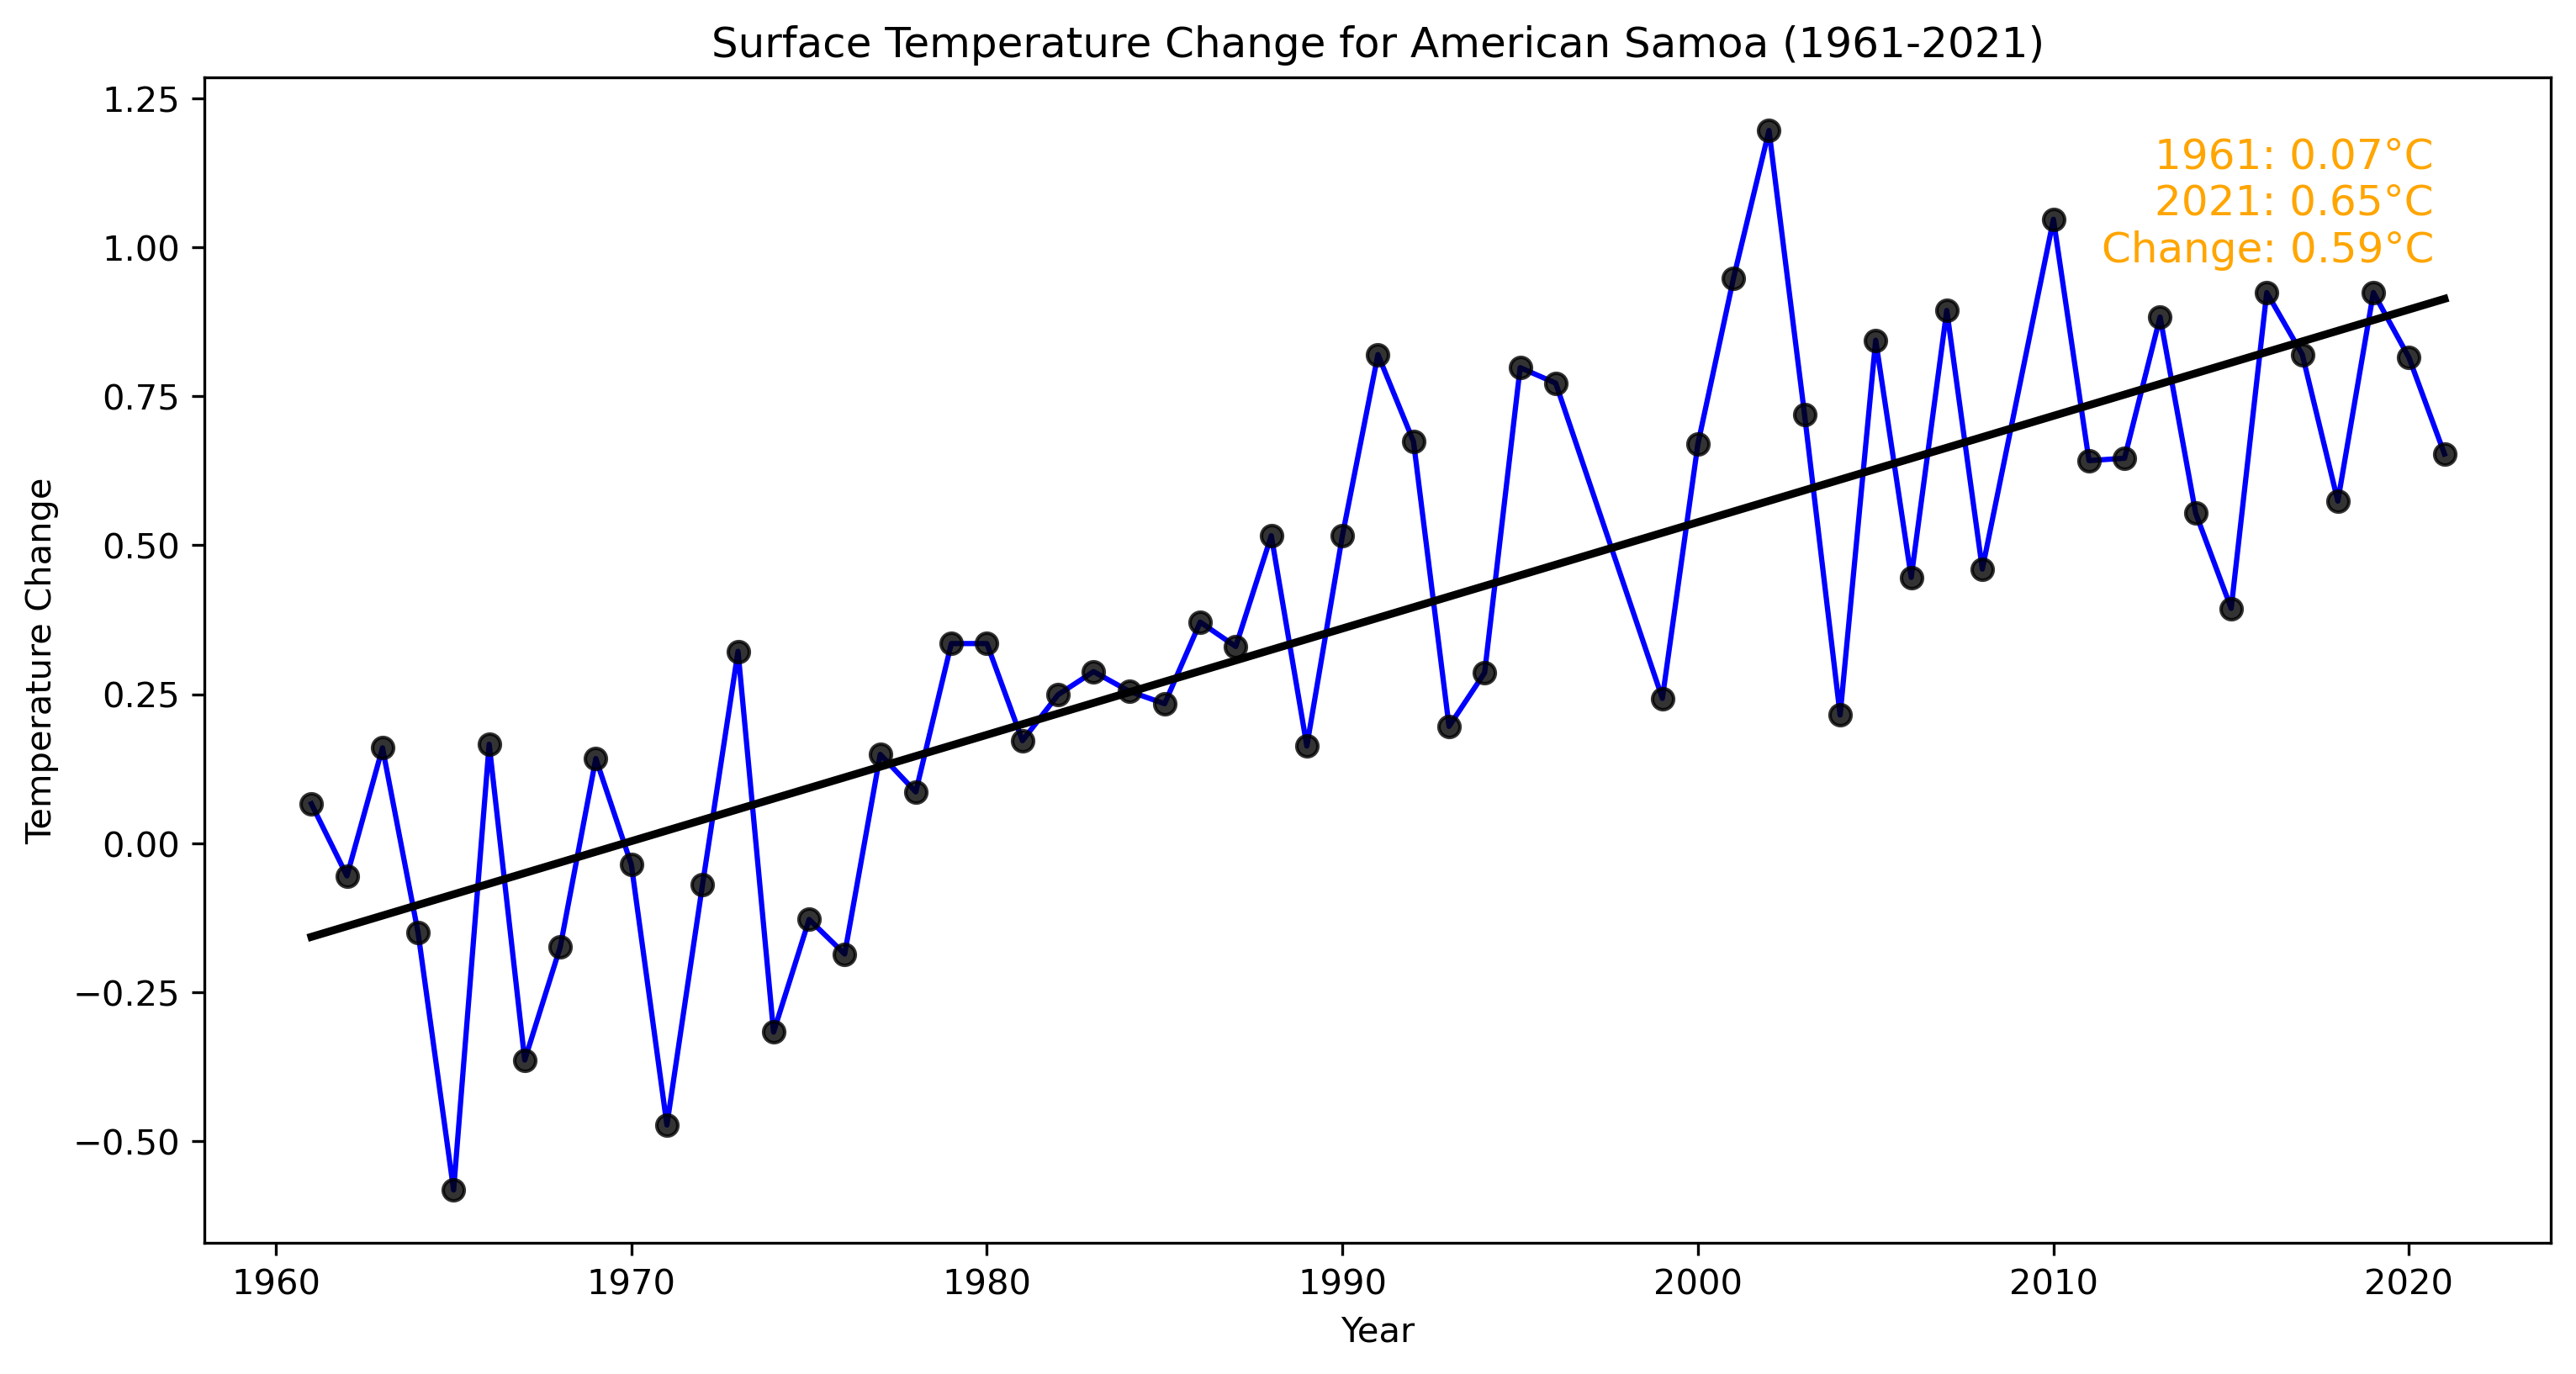 Surface Temperature Change for American Samoa (1961-2021)
1961: 0.07°C
2021: 0.65°C
Change: 0.59°C
Temperature Change
1.25
1.00
0.75
0.50
0.25
0.00
−0.25
−0.50
1960 1970 1980 1990 2000 2010 2020
Year